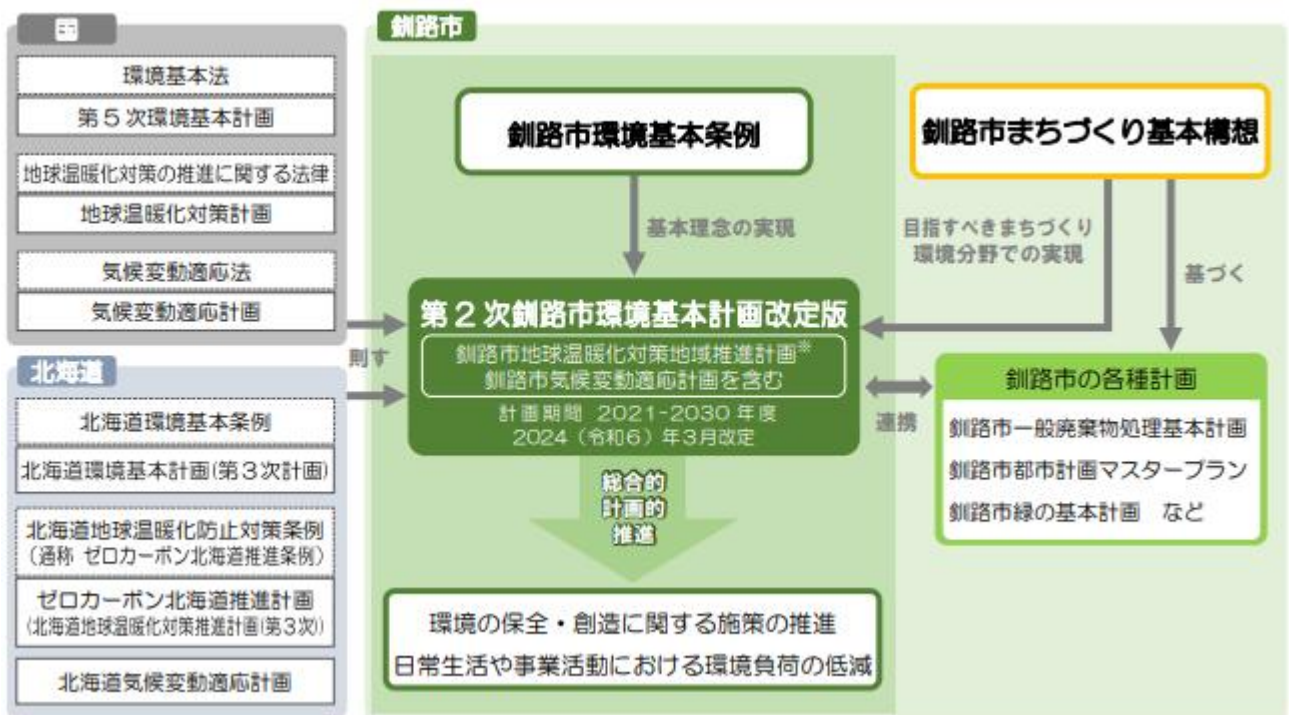 国
環境基本法
第5次環境基本計画
地球温暖化対策の推進に関する法律
地球温暖化対策計画
気候変動適応法
気候変動適応計画
北海道
北海道環境基本条例
北海道環境基本計画(第3次計画)
北海道地球温暖化防止対策条例
(通称 ゼロカーボン北海道推進条例)
ゼロカーボン北海道推進計画
(北海道地球温暖化対策推進計画(第3次))
北海道気候変動適応計画
則す
釧路市
釧路市環境基本条例
基本理念の実現
第2次釧路市環境基本計画改定版
釧路市地球温暖化対策地域推進計画※
釧路市気候変動適応計画を含む
計画期間 2021-2030年度
2024(令和6)年3月改定
総合的
計画的
推進
環境の保全・創造に関する施策の推進
日常生活や事業活動における環境負荷の低減
釧路市まちづくり基本構想
目指すべきまちづくり
環境分野での実現
基づく
連携
釧路市の各種計画
釧路市一般廃棄物処理基本計画
釧路市都市計画マスタープラン
釧路市緑の基本計画 など